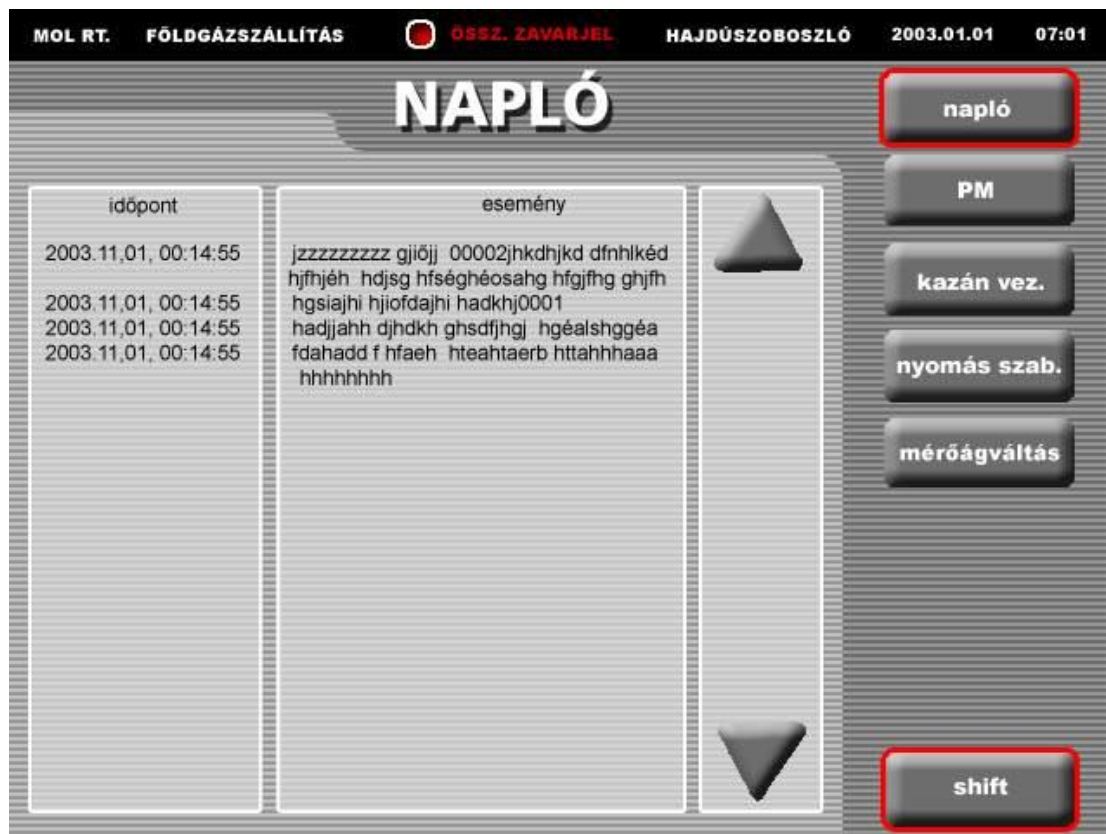 MOL RT. FÖLDGÁZSZÁLLÍTÁS ÖSSZ. ZAVARJEL HAJDÚSZOBOSZLÓ 2003.01.01 07:01
NAPLÓ
napló
PM
kazán vez.
nyomás szab.
mérőágváltás
shift
időpont esemény
2003.11,01, 00:14:55 jzzzzzzzzz gjiőjj 00002jhkdhjkd dfnhlkéd
hjfhjéh hdjsg hfséghéosahg hfgjfhg ghjfh
2003.11,01, 00:14:55 hgsiajhi hjiofdajhi hadkhj0001
2003.11,01, 00:14:55 hadjjahh djhdkh ghsdfjhgj hgéalshggéa
2003.11,01, 00:14:55 fdahadd f hfaeh hteahtaerb httahhhaaa
hhhhhhhh